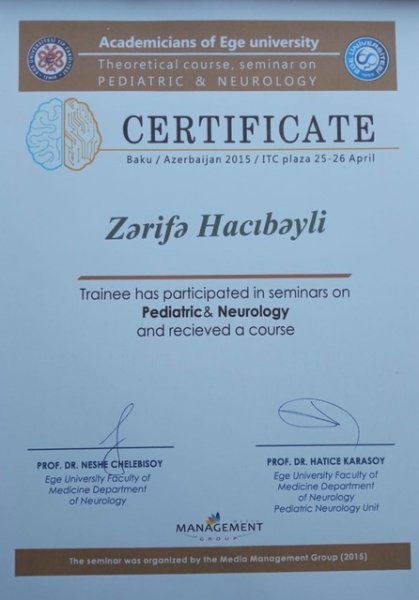 Academicians of Ege university
Theoretical course, seminar on
PEDIATRIC & NEUROLOGY
CERTIFICATE
Baku / Azerbaijan 2015 / ITC plaza 25-26 April
Zərifə Hacıbəyli
Trainee has participated in seminars on
Pediatric& Neurology
and recieved a course
PROF. DR. NESHE CHELEBISOY
Ege University Faculty of
Medicine Department
of Neurology
PROF. DR. HATICE KARASOY
Ege University Faculty of
Medicine Department
of Neurology
Pediatric Neurology Unit
MANAGEMENT
GROUP
The seminar was organized by the Media Management Group (2015)